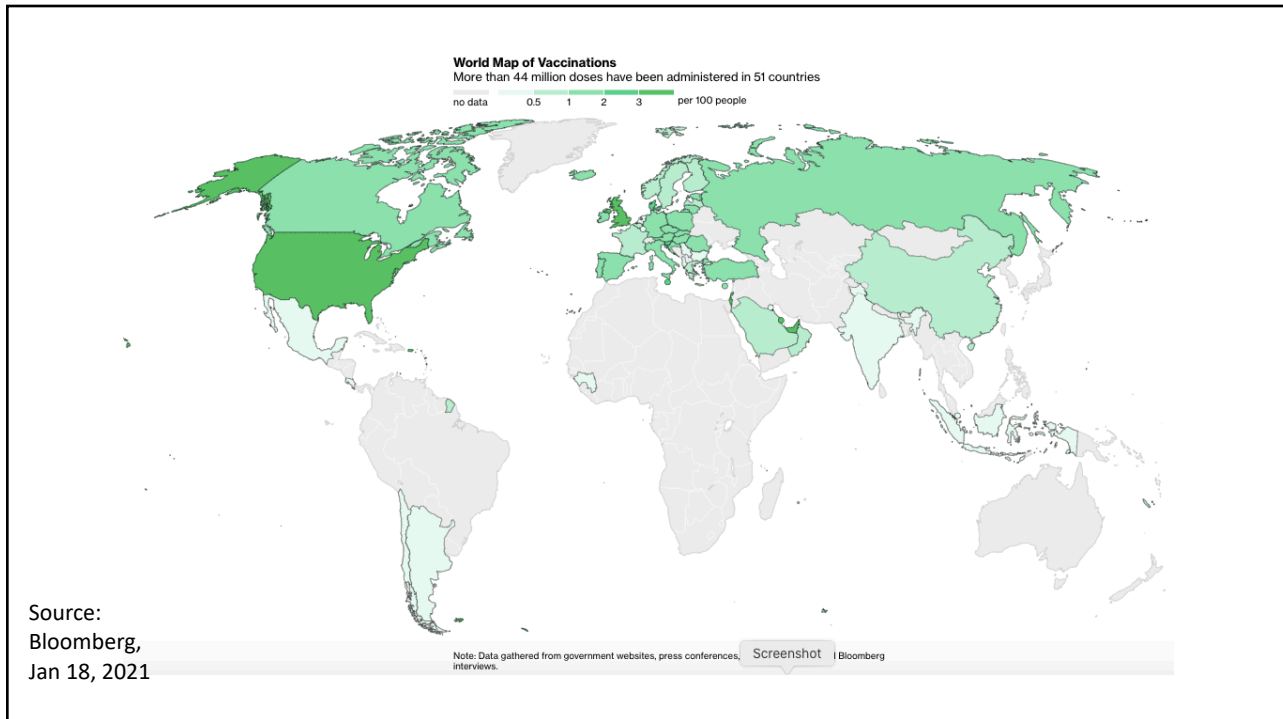 World Map of Vaccinations
More than 44 million doses have been administered in 51 countries
no data 0.5 1 2 3 per 100 people
Source:
Bloomberg,
Jan 18, 2021
Note: Data gathered from government websites, press conferences, Bloomberg
interviews.
Screenshot